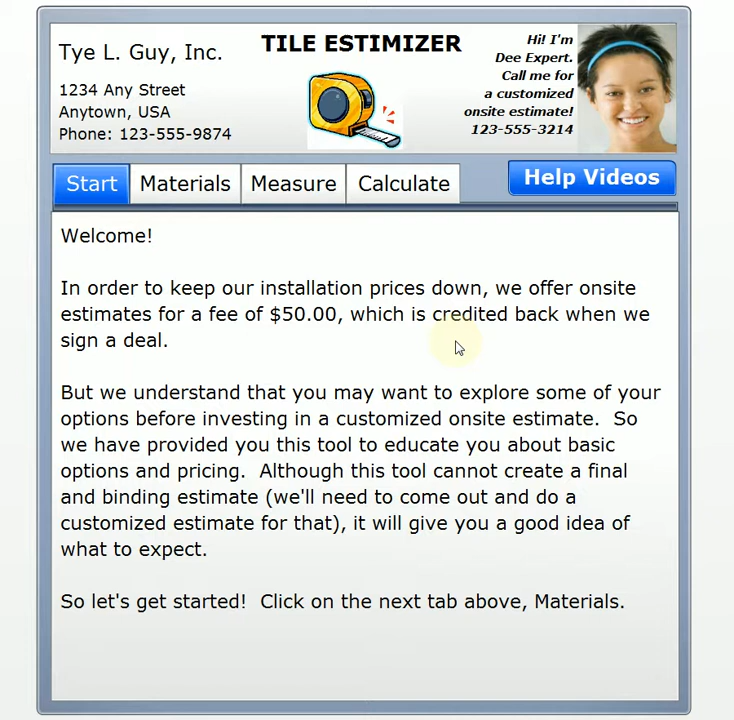 Tye L. Guy, Inc.
1234 Any Street
Anytown, USA
Phone: 123-555-9874
TILE ESTIMIZER
Hi! I'm
Dee Expert.
Call me for
a customized
onsite estimate!
123-555-3214
Start
Materials
Measure
Calculate
Help Videos
Welcome!
In order to keep our installation prices down, we offer onsite
estimates for a fee of $50.00, which is credited back when we
sign a deal.
But we understand that you may want to explore some of your
options before investing in a customized onsite estimate.  So
we have provided you this tool to educate you about basic
options and pricing.  Although this tool cannot create a final
and binding estimate (we'll need to come out and do a
customized estimate for that), it will give you a good idea of
what to expect.
So let's get started!  Click on the next tab above, Materials.